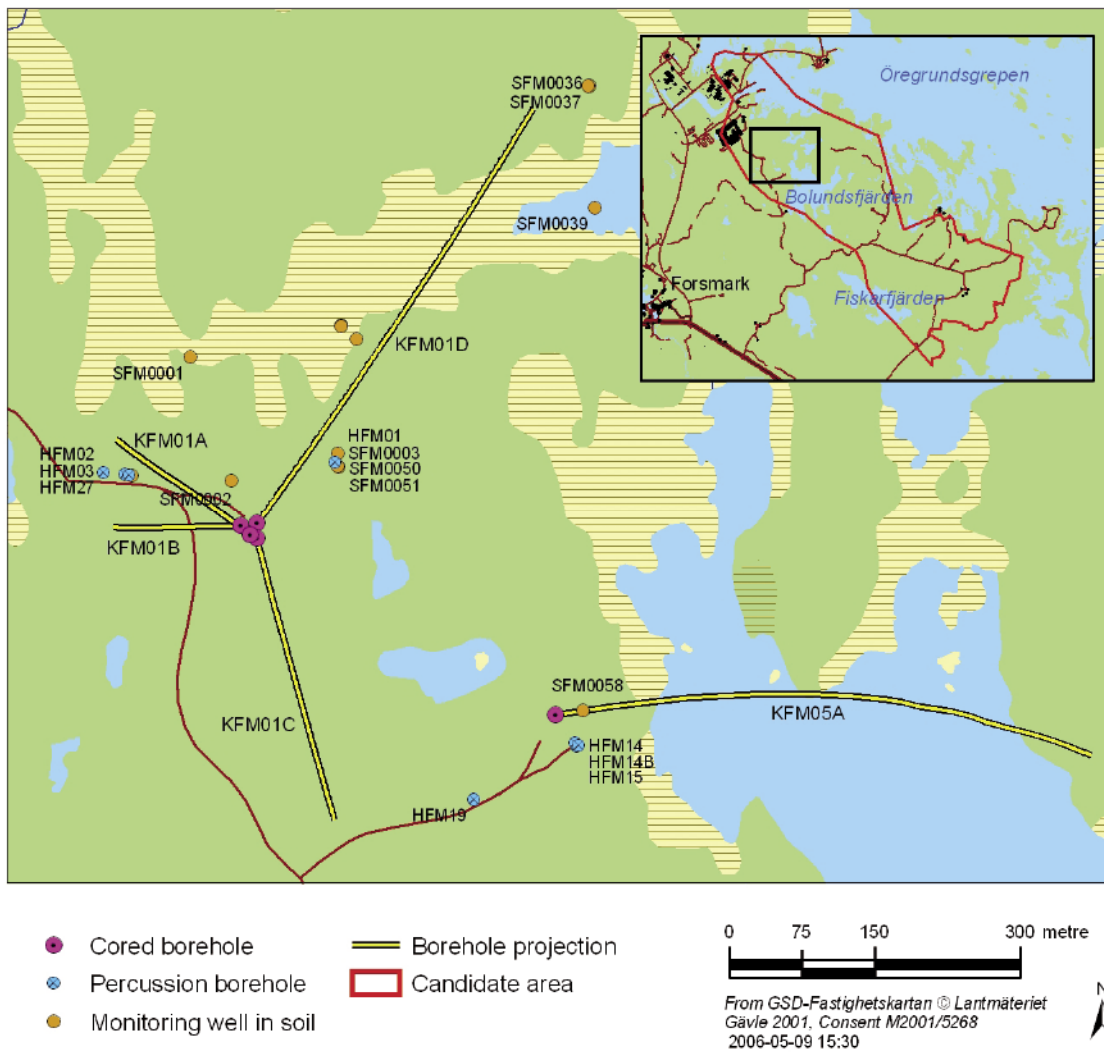 SFM0036
SFM0037
Öregrundsgrepen
SFM0039
Bolundsfjärden
Forsmark
Fiskarfjärden
KFM01D
SFM0001
KFM01A
HFM01
SFM0003
SFM0050
SFM0051
HFM02
HFM03
HFM27
SFM0002
KFM01B
KFM01C
SFM0058
KFM05A
HFM14
HFM14B
HFM15
HFM19
Cored borehole
Percussion borehole
Monitoring well in soil
Borehole projection
Candidate area
0 75 150 300 metre
From GSD-Fastighetskartan © Lantmäteriet
Gävle 2001, Consent M2001/5268
2006-05-09 15:30
N